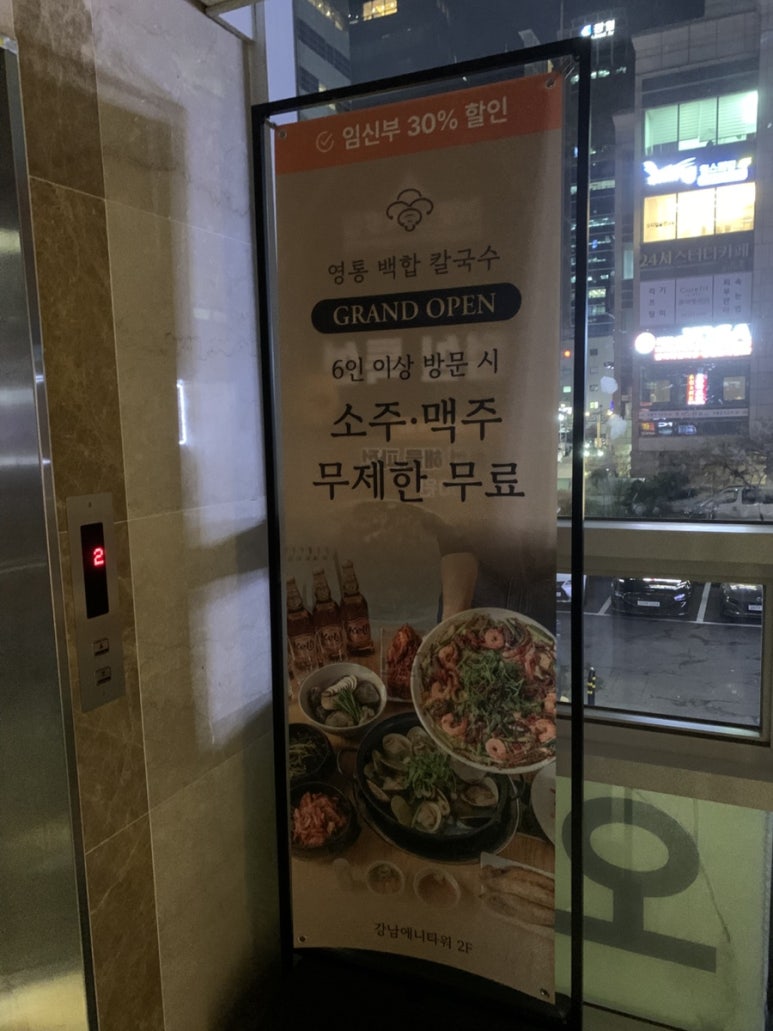 임신부 30% 할인
영통 백합 칼국수
GRAND OPEN
6인 이상 방문 시
소주·맥주
무제한 무료
강남애니타워 2F
2
24시 스터디카페